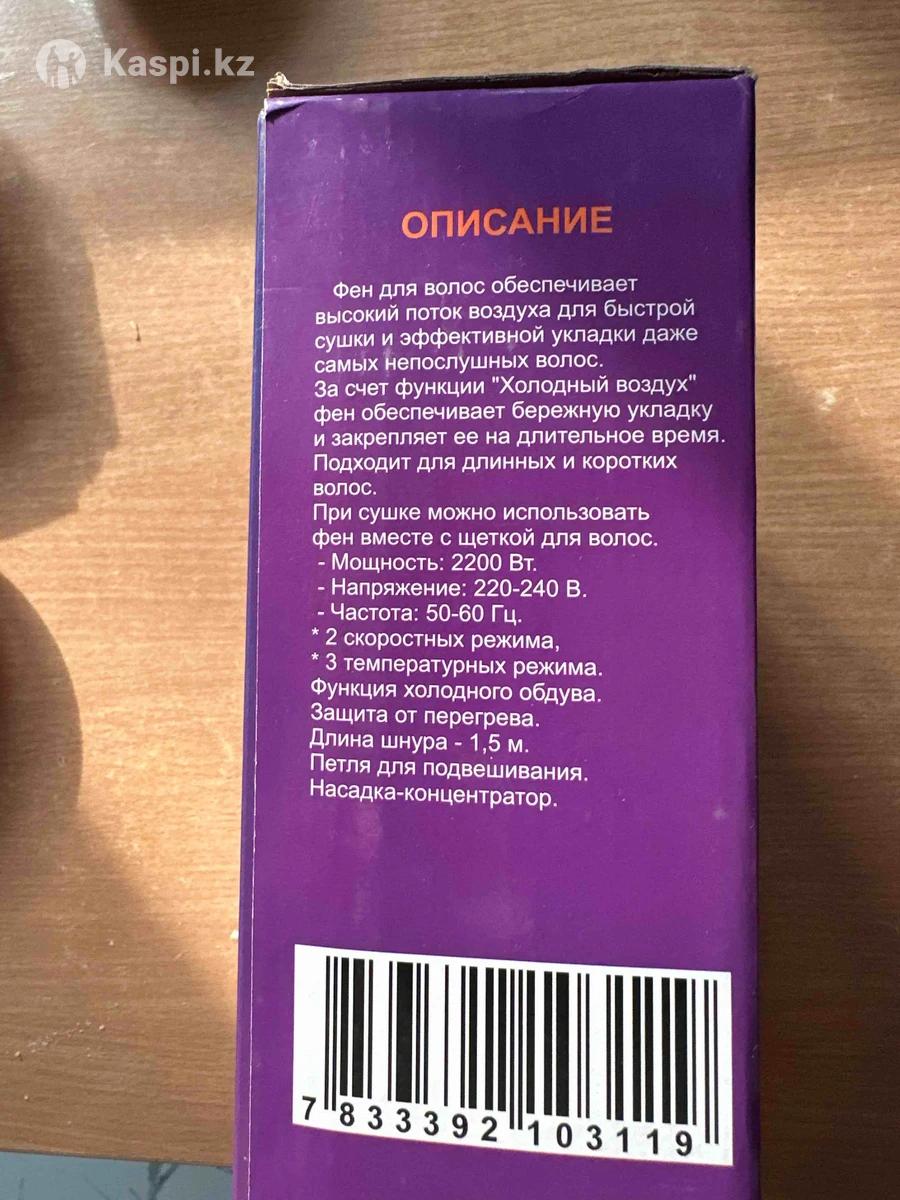 Kaspi.kz
ОПИСАНИЕ
Фен для волос обеспечивает
высокий поток воздуха для быстрой
сушки и эффективной укладки даже
самых непослушных волос.
За счет функции "Холодный воздух"
фен обеспечивает бережную укладку
и закрепляет ее на длительное время.
Подходит для длинных и коротких
волос.
При сушке можно использовать
фен вместе с щеткой для волос.
- Мощность: 2200 Вт.
- Напряжение: 220-240 В.
- Частота: 50-60 Гц.
* 2 скоростных режима,
* 3 температурных режима.
Функция холодного обдува.
Защита от перегрева.
Длина шнура - 1,5 м.
Петля для подвешивания.
Насадка-концентратор.
7 833392 103119